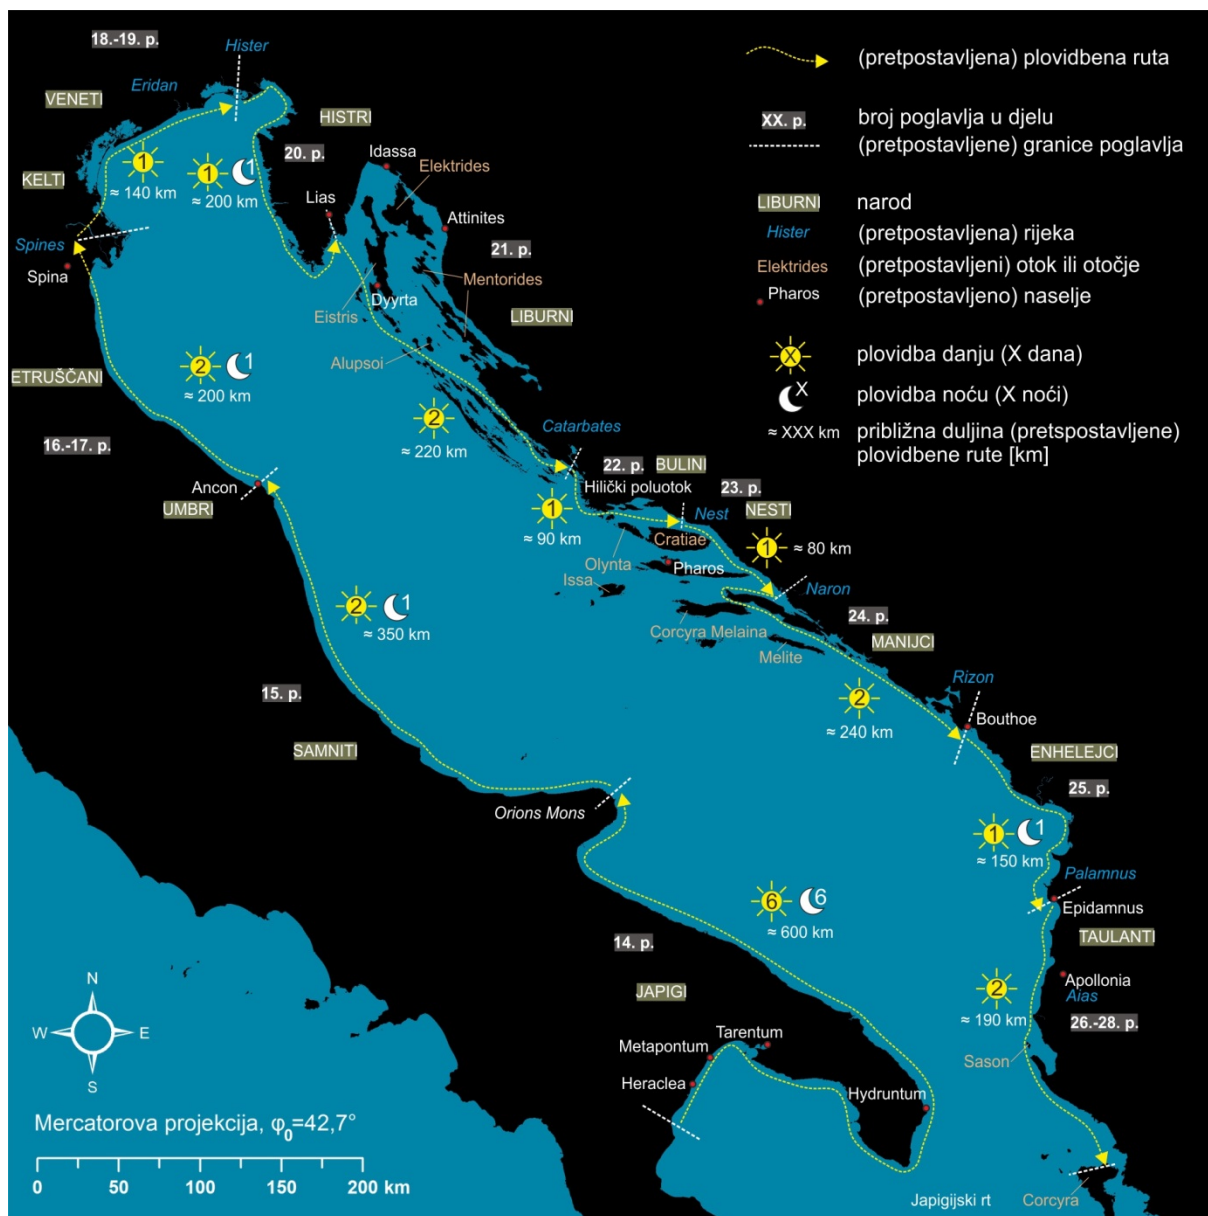 18.-19. p.
Hister
Eridan
VENETI
HISTRI
20. p.
Idassa
Elektrides
1
≈ 140 km
1
1
≈ 200 km
KELTI
Lias
Attinites
Spines
Spina
21. p.
Mentorides
Dyyrta
Eistris
LIBURNI
Alupsoi
ETRUŠČANI
2
1
≈ 200 km
16.-17. p.
2
≈ 220 km
Catarbates
Ancon
UMBRI
22. p.
BULINI
Hilički poluotok
23. p.
Nest
NESTI
1
≈ 90 km
Cratiae
1
≈ 80 km
Olynta
Pharos
Issa
Naron
2
1
≈ 350 km
Corcyra Melaina
24. p.
MANIJCI
Melite
15. p.
Rizon
2
≈ 240 km
Bouthoe
SAMNITI
ENHELEJCI
25. p.
Orions Mons
1
1
≈ 150 km
Palamnus
Epidamnus
6
6
≈ 600 km
TAULANTI
14. p.
Apollonia
Aias
2
≈ 190 km
26.-28. p.
JAPIGI
Sason
Tarentum
Metapontum
Heraclea
Hydruntum
Japigijski rt
Corcyra
(pretpostavljena) plovidbena ruta
XX. p.
broj poglavlja u djelu
(pretpostavljene) granice poglavlja
LIBURNI
narod
Hister
(pretpostavljena) rijeka
Elektrides
(pretpostavljeni) otok ili otočje
Pharos
(pretpostavljeno) naselje
X
plovidba danju (X dana)
X
plovidba noću (X noći)
≈ XXX km
približna duljina (pretspostavljene)
plovidbene rute [km]
N
W
E
S
Mercatorova projekcija, φ₀=42,7°
0 50 100 150 200 km